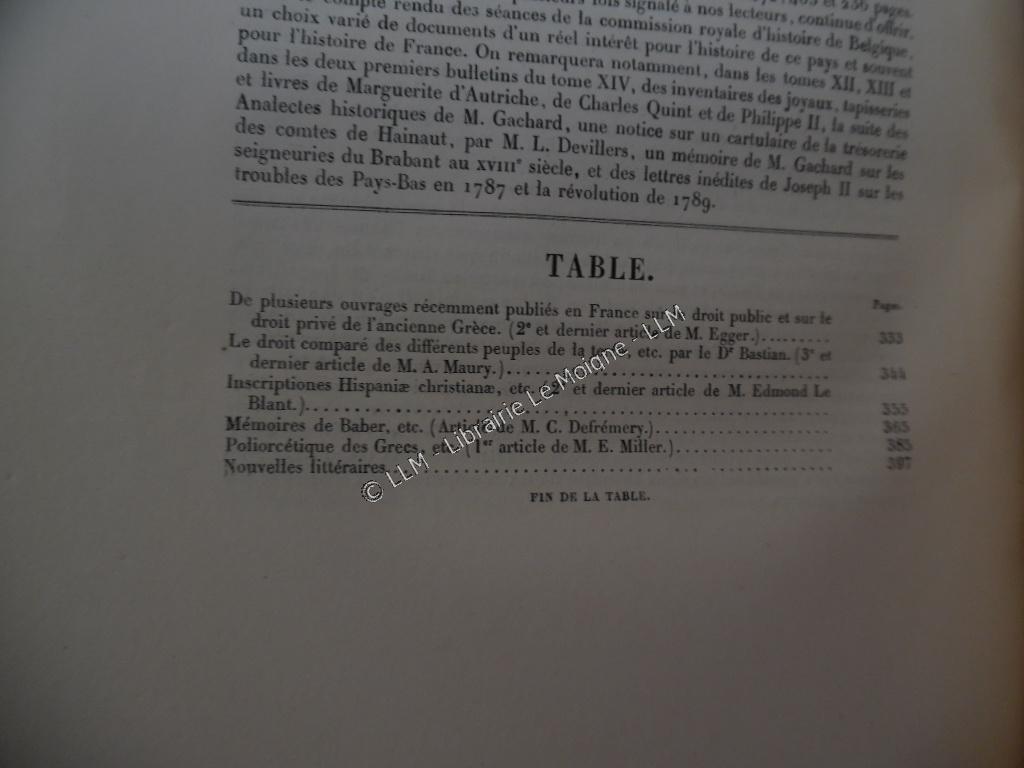 plusieurs fois signalé à nos lecteurs, continue d'offrir,
compte rendu des séances de la commission royale d'histoire de Belgique,
un choix varié de documents d'un réel intérêt pour l'histoire de ce pays et souvent
pour l'histoire de France. On remarquera notamment, dans les tomes XII, XIII et
dans les deux premiers bulletins du tome XIV, des inventaires des joyaux, tapisseries
et livres de Marguerite d'Autriche, de Charles Quint et de Philippe II, la suite des
Analectes historiques de M. Gachard, une notice sur un cartulaire de la trésorerie
des comtes de Hainaut, par M. L. Devillers, un mémoire de M. Gachard sur les
seigneuries du Brabant au XVIIIe siècle, et des lettres inédites de Joseph II sur les
troubles des Pays-Bas en 1787 et la révolution de 1789.
TABLE.
Pages.
De plusieurs ouvrages récemment publiés en France sur le droit public et sur le
droit privé de l'ancienne Grèce. (2e et dernier article de M. Egger.)......... 333
Le droit comparé des différents peuples de la terre, etc. par le Dr Bastian. (3e et
dernier article de M. A. Maury.)........................................ 344
Inscriptiones Hispaniæ christianæ, etc. (2e et dernier article de M. Edmond Le
Blant.)................................................................ 355
Mémoires de Baber, etc. (Article de M. C. Defrémery.)...................... 365
Poliorcétique des Grecs, etc. (1er article de M. E. Miller.)................... 385
Nouvelles littéraires.................................................... 397
FIN DE LA TABLE.
© LLM - Librairie Le Moigne - LLM